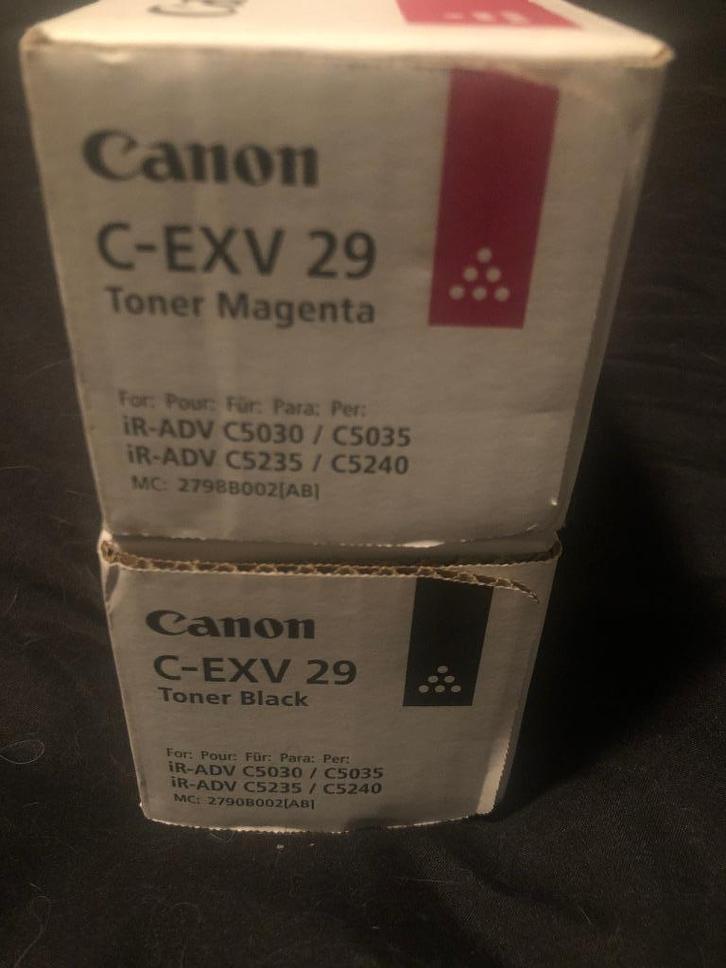 Canon
C-EXV 29
Toner Magenta
For: Pour: Für: Para: Per:
iR-ADV C5030 / C5035
iR-ADV C5235 / C5240
MC: 2798B002[AB]
Canon
C-EXV 29
Toner Black
For: Pour: Für: Para: Per:
iR-ADV C5030 / C5035
iR-ADV C5235 / C5240
MC: 2790B002[AB]